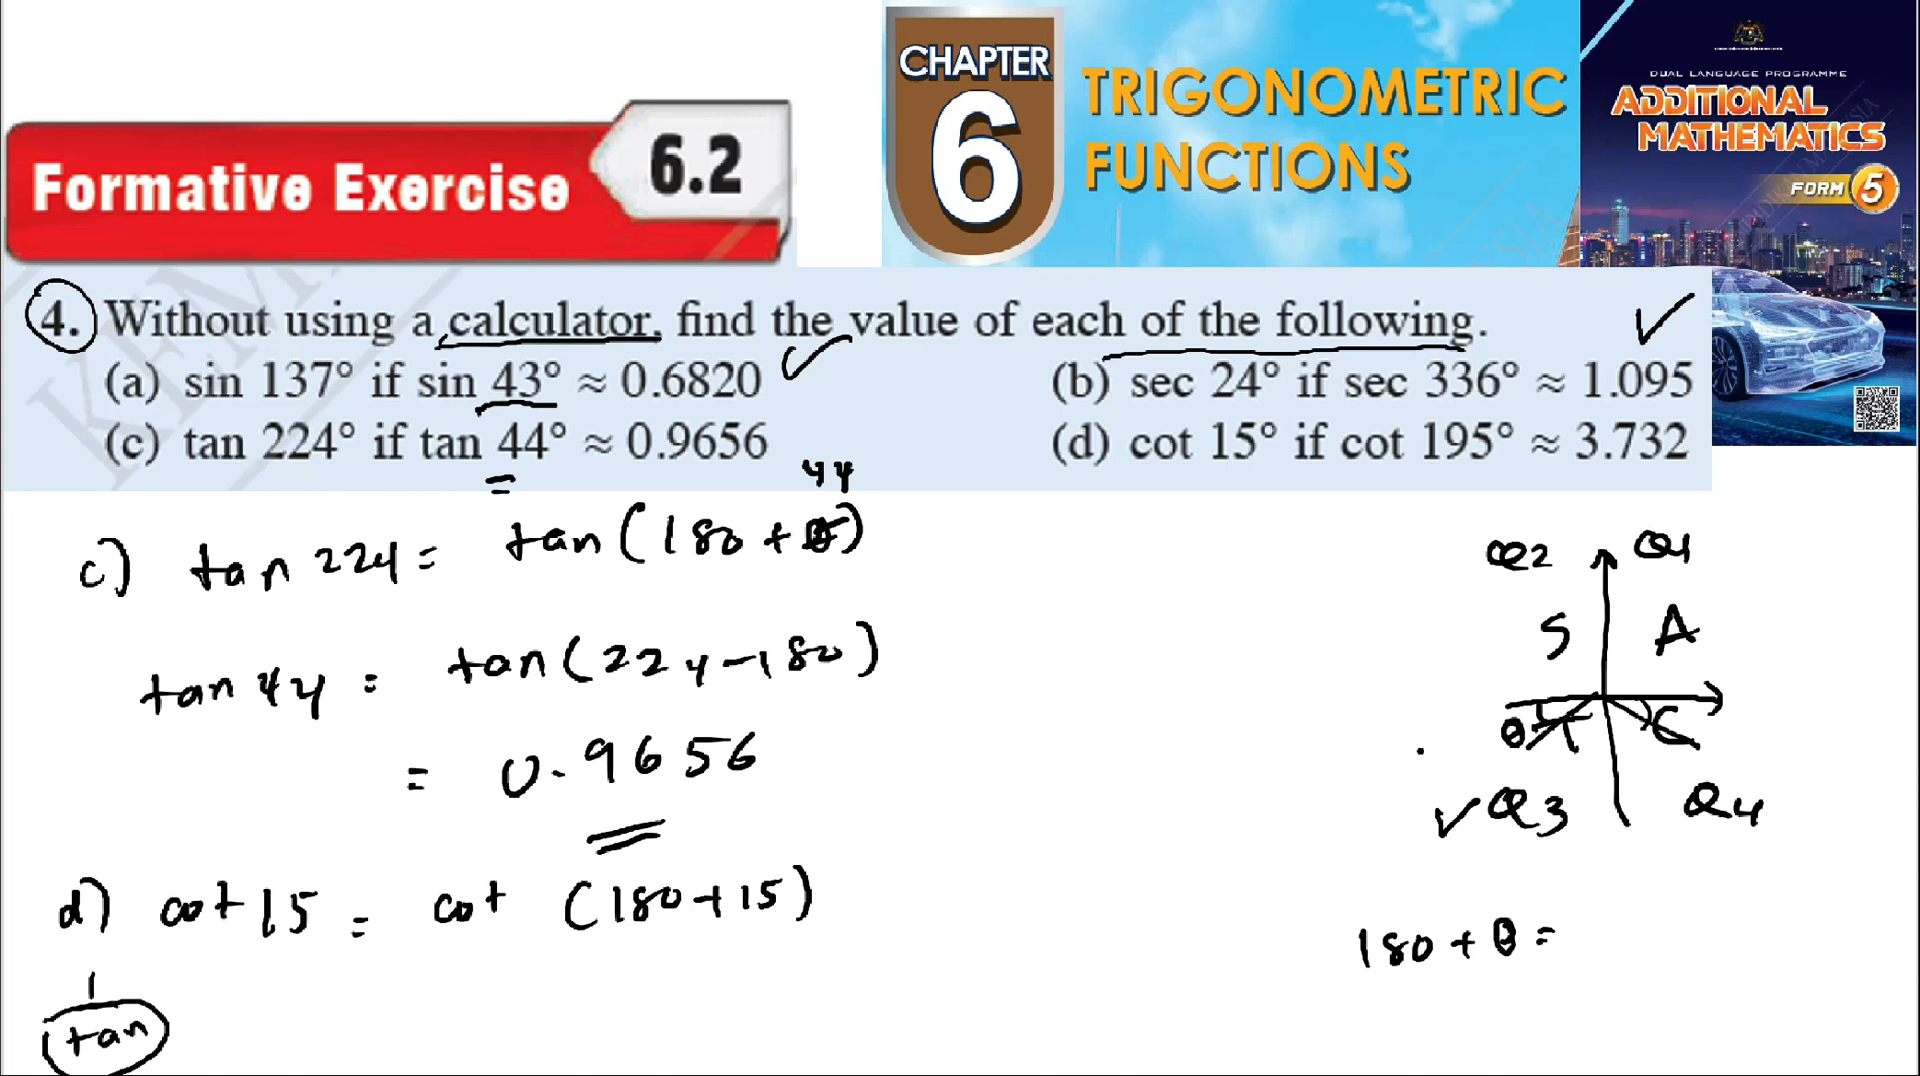 CHAPTER
6
TRIGONOMETRIC
FUNCTIONS
DUAL LANGUAGE PROGRAMME
ADDITIONAL
MATHEMATICS
FORM 5
Formative Exercise 6.2
4. Without using a calculator, find the value of each of the following.
(a) sin 137° if sin 43° ≈ 0.6820
(b) sec 24° if sec 336° ≈ 1.095
(c) tan 224° if tan 44° ≈ 0.9656
(d) cot 15° if cot 195° ≈ 3.732
44
c) tan 224 = tan(180 + θ)
tan 44 = tan(224-180)
= 0.9656
d) cot 15 = cot (180+15)
1
tan
Q2 Q1
S A
θ T C
Q3 Q4
180 + θ =